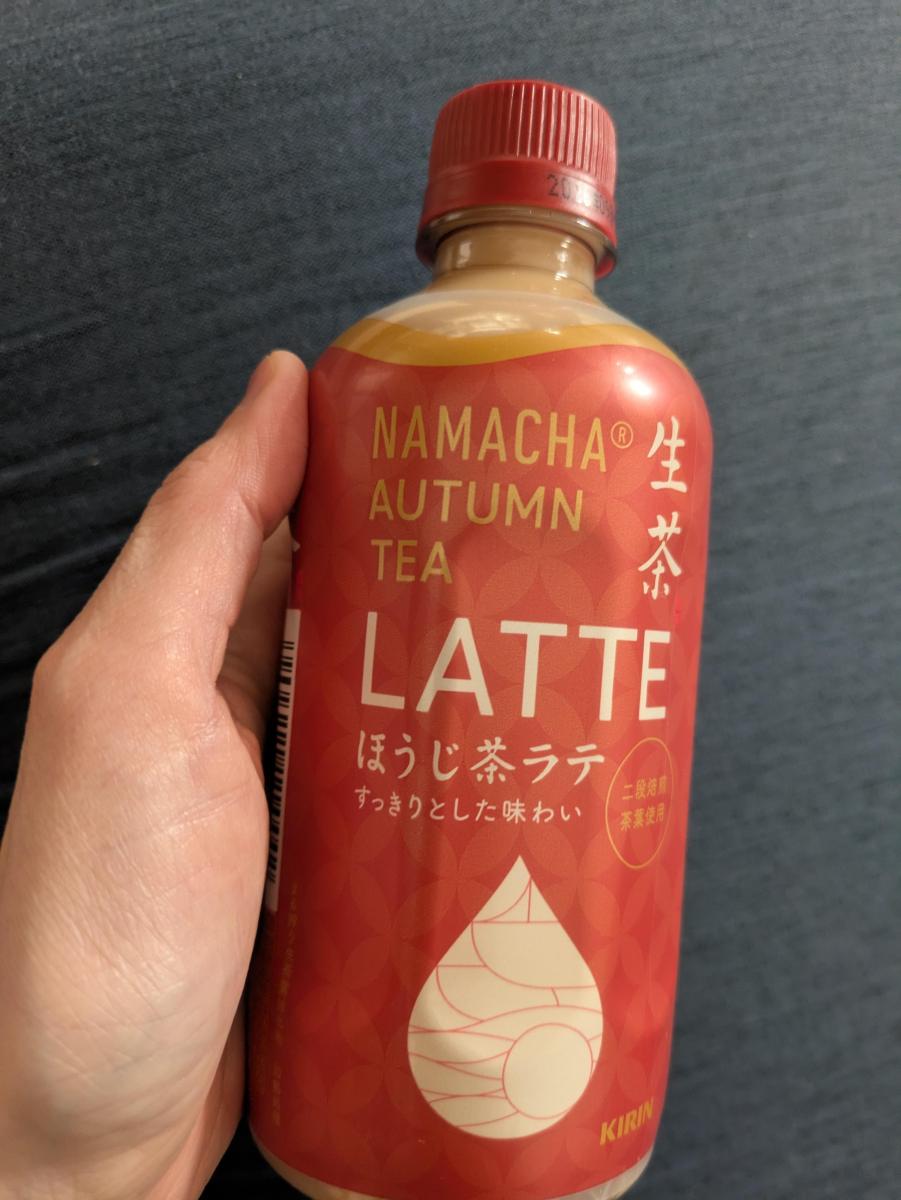 NAMACHA®
AUTUMN
TEA
生茶
LATTE
ほうじ茶ラテ
すっきりとした味わい
二段焙煎
茶葉使用
KIRIN